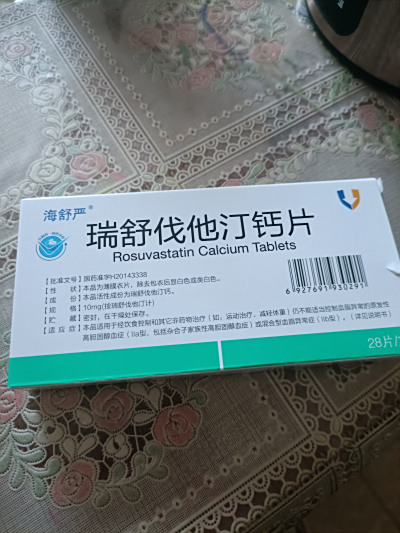 海舒严®
瑞舒伐他汀钙片
Rosuvastatin Calcium Tablets
【批准文号】国药准字H20143338
【性　　状】本品为薄膜衣片，除去包衣后显白色或类白色。
【成　　份】本品活性成份为瑞舒伐他汀钙。
【规　　格】10mg(按瑞舒伐他汀计)
【贮　　藏】密封，在干燥处保存。
【适 应 症】本品适用于经饮食控制和其它非药物治疗（如：运动治疗、减轻体重）仍不能适当控制血脂异常的原发性
高胆固醇血症（IIa型，包括杂合子家族性高胆固醇血症）或混合型血脂异常症（IIb型）。（详见说明书）
6 927691 930291
28片/